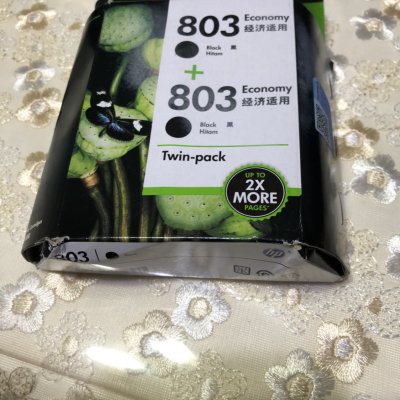 803 Economy
经济适用
Black 黑
Hitam
+
803 Economy
经济适用
Black 黑
Hitam
Twin-pack
UP TO
2X
MORE
PAGES*
803
hp